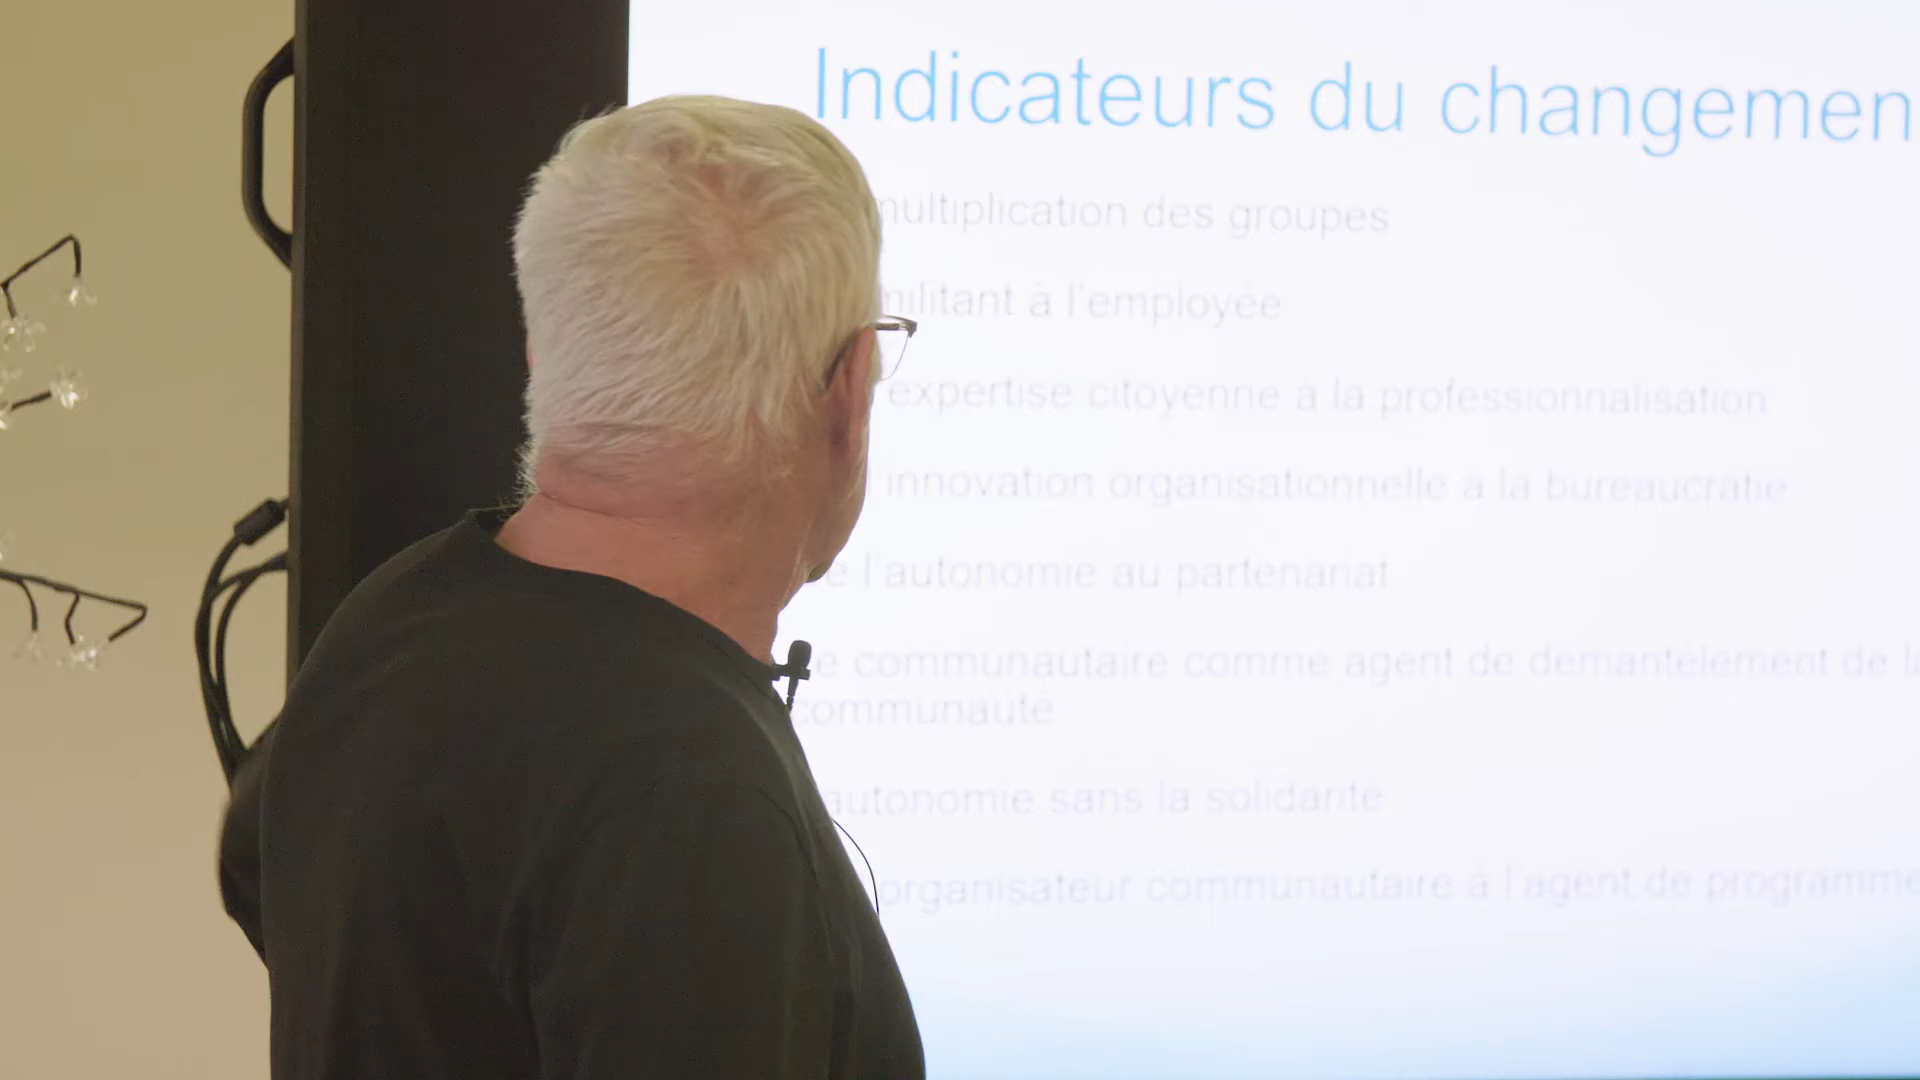 Indicateurs du changemen
multiplication des groupes
militant à l'employée
l'expertise citoyenne à la professionnalisation
l'innovation organisationnelle à la bureaucratie
e l'autonomie au partenariat
e communautaire comme agent de démantèlement de la
communauté
autonomie sans la solidarité
organisateur communautaire à l'agent de programme